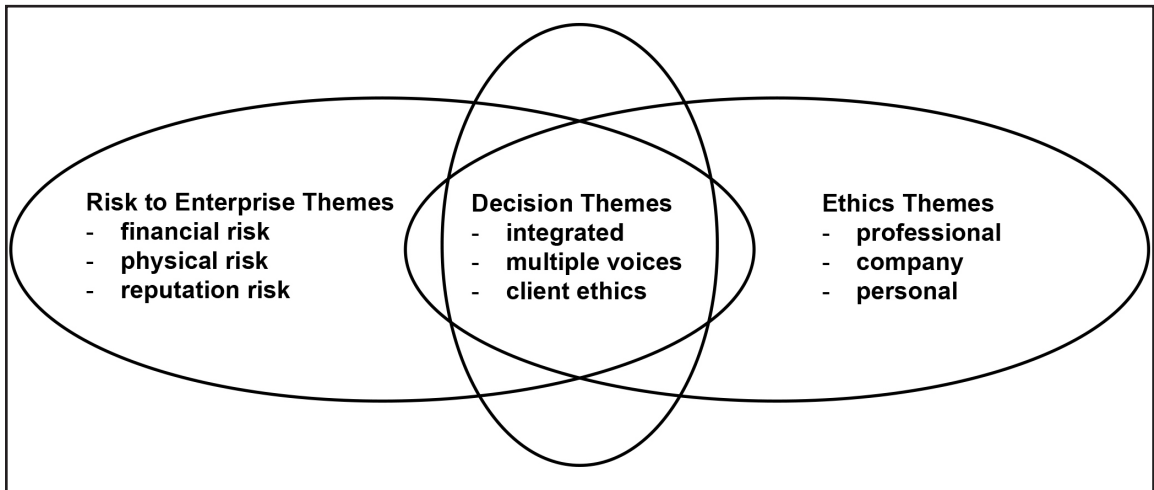 Risk to Enterprise Themes
- financial risk
- physical risk
- reputation risk
Decision Themes
- integrated
- multiple voices
- client ethics
Ethics Themes
- professional
- company
- personal